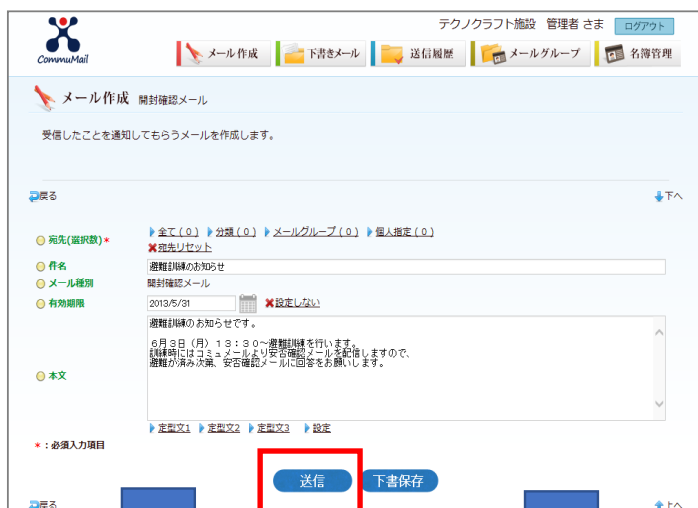 テクノクラフト施設 管理者 さま ログアウト
CommuMail
メール作成 下書きメール 送信履歴 メールグループ 名簿管理
メール作成 開封確認メール
受信したことを通知してもらうメールを作成します。
戻る 下へ
宛先(選択数)* 全て(0) 分類(0) メールグループ(0) 個人指定(0)
宛先リセット
件名 避難訓練のお知らせ
メール種別 開封確認メール
有効期限 2013/5/31 設定しない
避難訓練のお知らせです。
6月3日(月)13:30~避難訓練を行います。
訓練時にはコミュメールより安否確認メールを配信しますので、
避難が済み次第、安否確認メールに回答をお願いします。
本文
定型文1 定型文2 定型文3 設定
*:必須入力項目
送信 下書保存
戻る 上へ